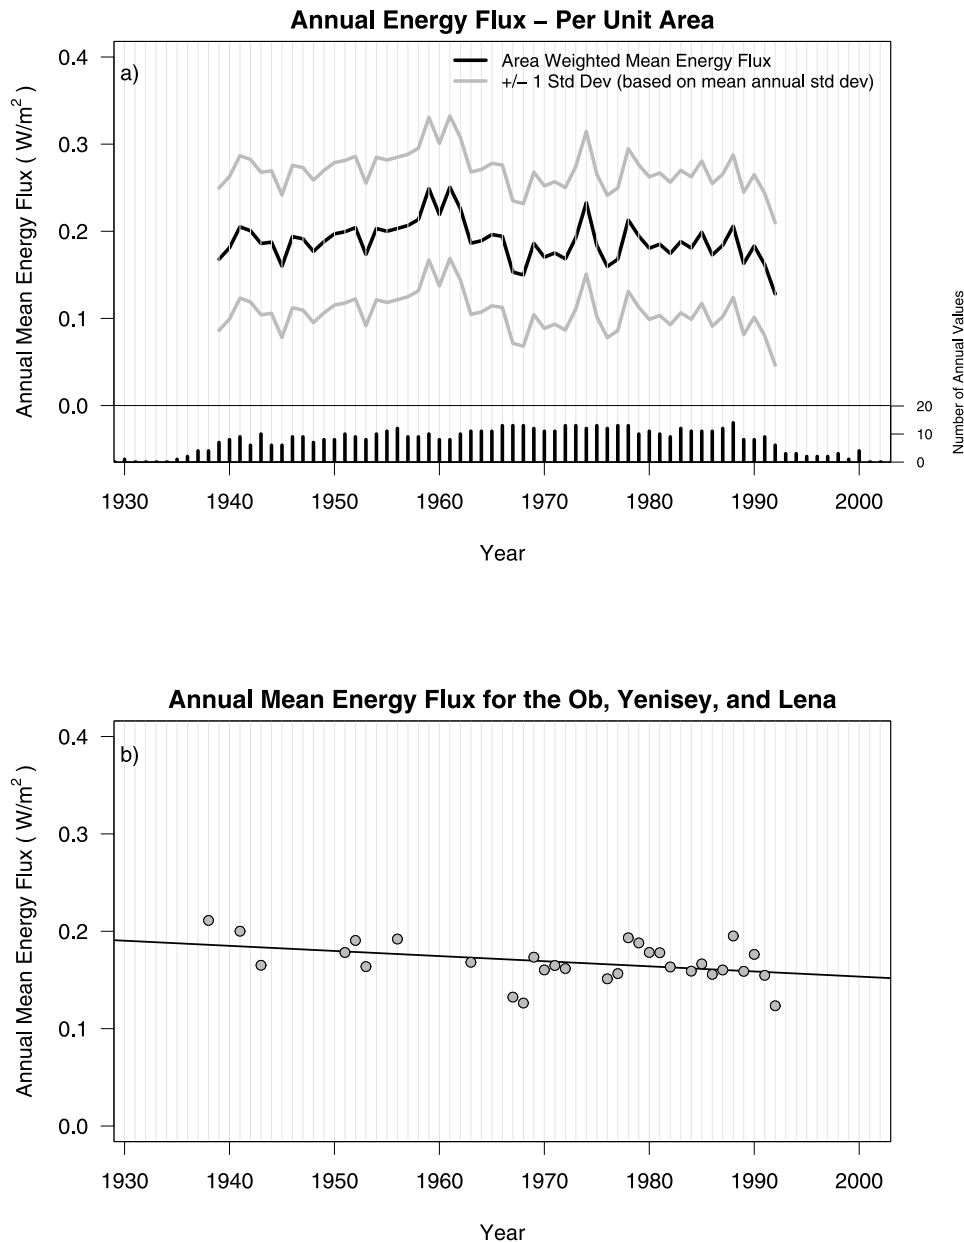 Annual Energy Flux − Per Unit Area
a)
Area Weighted Mean Energy Flux
+/− 1 Std Dev (based on mean annual std dev)
Annual Mean Energy Flux ( W/m² )
0.4
0.3
0.2
0.1
0.0
20
10
0
Number of Annual Values
1930 1940 1950 1960 1970 1980 1990 2000
Year
Annual Mean Energy Flux for the Ob, Yenisey, and Lena
b)
Annual Mean Energy Flux ( W/m² )
0.4
0.3
0.2
0.1
0.0
1930 1940 1950 1960 1970 1980 1990 2000
Year